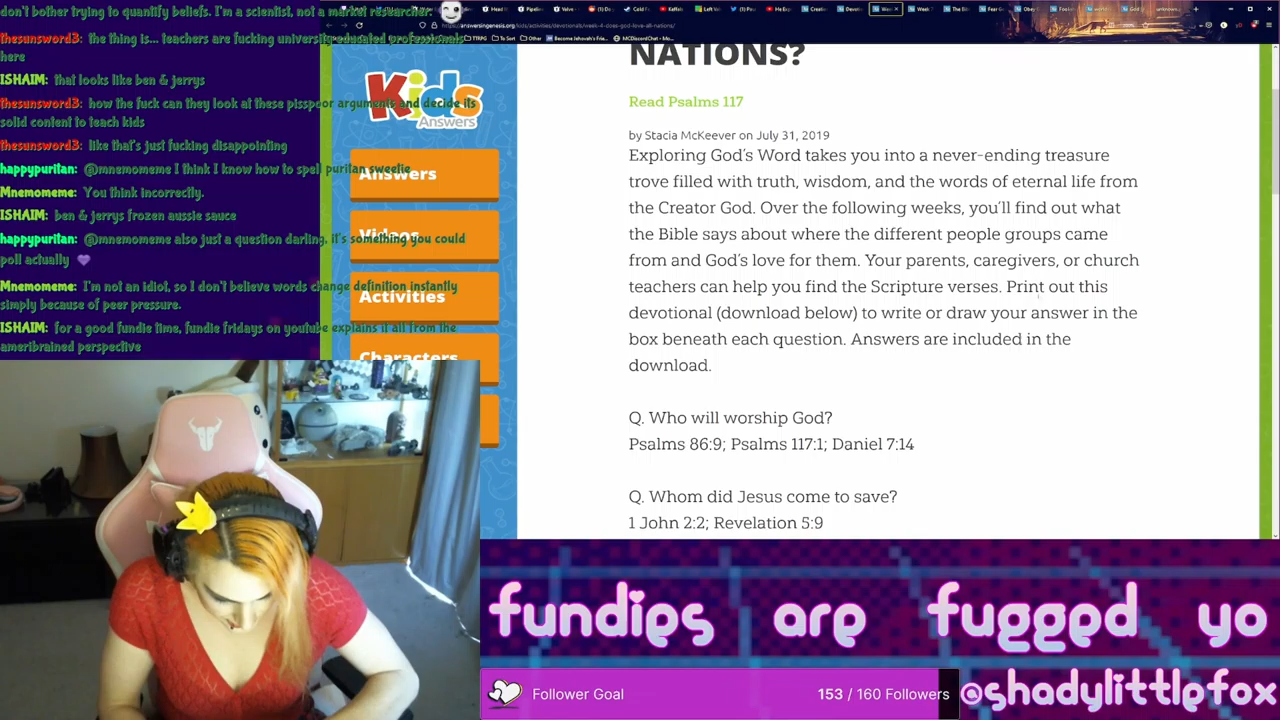 don't bother trying to quantify beliefs. I'm a scientist, not a market researcher.
thesunsword3: the thing is.. teachers are fucking university educated professionals
here
ISHAIM: that looks like ben & jerrys
thesunsword3: how the fuck can they look at these pisspoor arguments and decide its
solid content to teach kids
thesunsword3: like that's just fucking disappointing
happypuritan: @mnemomeme I think I know how to spell puritan sweetie
Mnemomeme: You think incorrectly.
ISHAIM: ben & jerrys frozen aussie sauce
happypuritan: @mnemomeme also just a question darling, it's something you could
poll actually
Mnemomeme: I'm not an idiot, so I don't believe words change definition instantly
simply because of peer pressure.
ISHAIM: for a good fundie time, fundie fridays on youtube explains it all from the
ameribrained perspective
Kids
Answers
Answers
Videos
Activities
Characters
NATIONS?
Read Psalms 117
by Stacia McKeever on July 31, 2019
Exploring God's Word takes you into a never-ending treasure
trove filled with truth, wisdom, and the words of eternal life from
the Creator God. Over the following weeks, you'll find out what
the Bible says about where the different people groups came
from and God's love for them. Your parents, caregivers, or church
teachers can help you find the Scripture verses. Print out this
devotional (download below) to write or draw your answer in the
box beneath each question. Answers are included in the
download.
Q. Who will worship God?
Psalms 86:9; Psalms 117:1; Daniel 7:14
Q. Whom did Jesus come to save?
1 John 2:2; Revelation 5:9
fundies are fugged yo
Follower Goal
153 / 160 Followers
@shadylittlefox